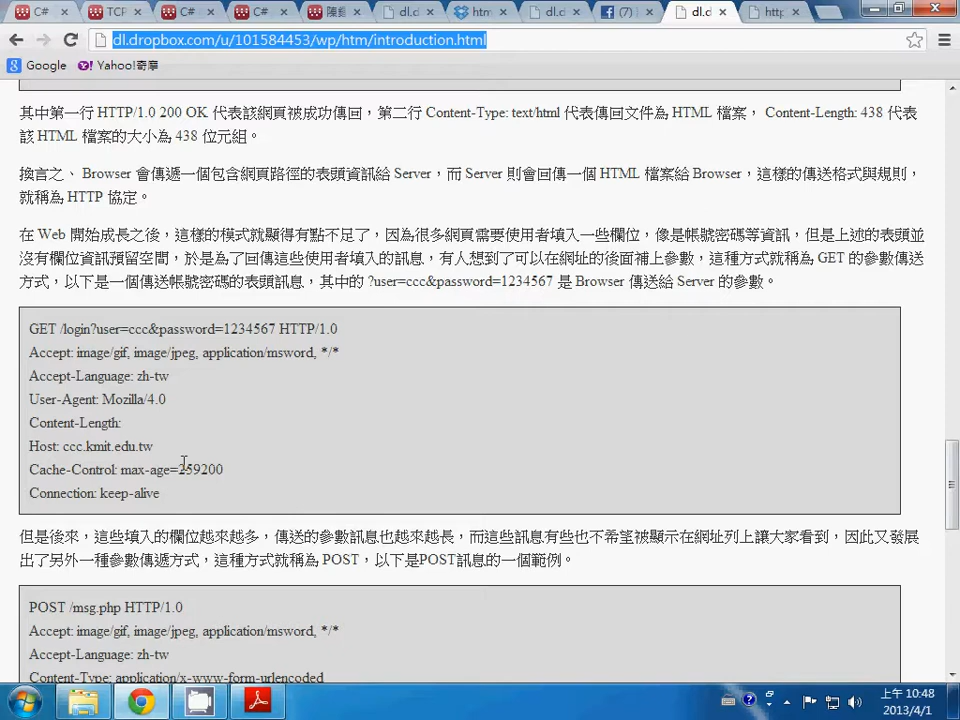 C#
TCP
C#
C#
陳鍾
dl.d
htm
dl.d
(7)
dl.d
http
dl.dropbox.com/u/101584453/wp/htm/introduction.html
Google Yahoo!奇摩
其中第一行 HTTP/1.0 200 OK 代表該網頁被成功傳回，第二行 Content-Type: text/html 代表傳回文件為 HTML 檔案， Content-Length: 438 代表
該 HTML 檔案的大小為 438 位元組。
換言之、 Browser 會傳遞一個包含網頁路徑的表頭資訊給 Server，而 Server 則會回傳一個 HTML 檔案給 Browser，這樣的傳送格式與規則，
就稱為 HTTP 協定。
在 Web 開始成長之後，這樣的模式就顯得有點不足了，因為很多網頁需要使用者填入一些欄位，像是帳號密碼等資訊，但是上述的表頭並
沒有欄位資訊預留空間，於是為了回傳這些使用者填入的訊息，有人想到了可以在網址的後面補上參數，這種方式就稱為 GET 的參數傳送
方式，以下是一個傳送帳號密碼的表頭訊息，其中的 ?user=ccc&password=1234567 是 Browser 傳送給 Server 的參數。
GET /login?user=ccc&password=1234567 HTTP/1.0
Accept: image/gif, image/jpeg, application/msword, */*
Accept-Language: zh-tw
User-Agent: Mozilla/4.0
Content-Length:
Host: ccc.kmit.edu.tw
Cache-Control: max-age=259200
Connection: keep-alive
但是後來，這些填入的欄位越來越多，傳送的參數訊息也越來越長，而這些訊息有些也不希望被顯示在網址列上讓大家看到，因此又發展
出了另外一種參數傳遞方式，這種方式就稱為 POST，以下是POST訊息的一個範例。
POST /msg.php HTTP/1.0
Accept: image/gif, image/jpeg, application/msword, */*
Accept-Language: zh-tw
Content-Type: application/x-www-form-urlencoded
上午 10:48
2013/4/1